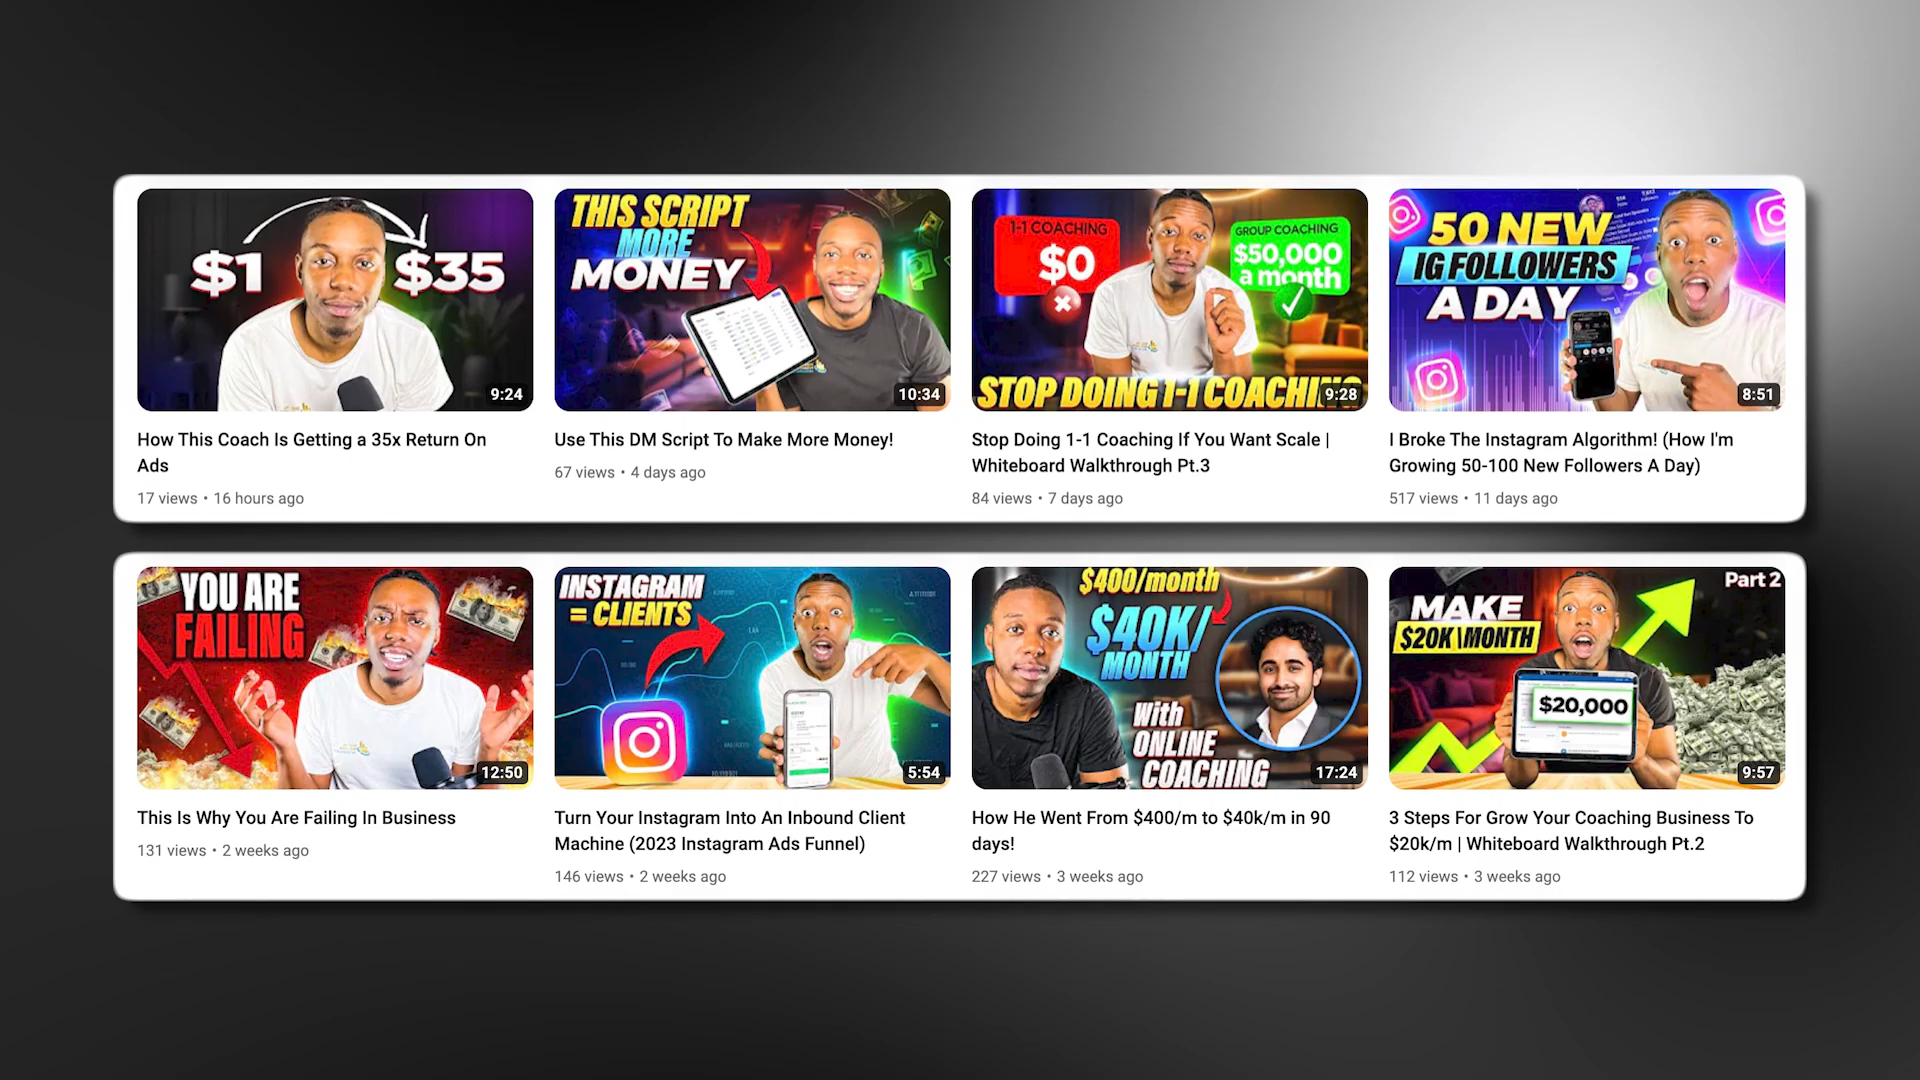 $1
$35
9:24
How This Coach Is Getting a 35x Return On
Ads
17 views • 16 hours ago
THIS SCRIPT
MORE
MONEY
10:34
Use This DM Script To Make More Money!
67 views • 4 days ago
1-1 COACHING
$0
GROUP COACHING
$50,000
a month
STOP DOING 1-1 COACHING
9:28
Stop Doing 1-1 Coaching If You Want Scale |
Whiteboard Walkthrough Pt.3
84 views • 7 days ago
50 NEW
IG FOLLOWERS
A DAY
8:51
I Broke The Instagram Algorithm! (How I'm
Growing 50-100 New Followers A Day)
517 views • 11 days ago
YOU ARE
FAILING
12:50
This Is Why You Are Failing In Business
131 views • 2 weeks ago
INSTAGRAM
= CLIENTS
5:54
Turn Your Instagram Into An Inbound Client
Machine (2023 Instagram Ads Funnel)
146 views • 2 weeks ago
$400/month
$40K/
MONTH
With
ONLINE
COACHING
17:24
How He Went From $400/m to $40k/m in 90
days!
227 views • 3 weeks ago
Part 2
MAKE
$20K\MONTH
$20,000
9:57
3 Steps For Grow Your Coaching Business To
$20k/m | Whiteboard Walkthrough Pt.2
112 views • 3 weeks ago